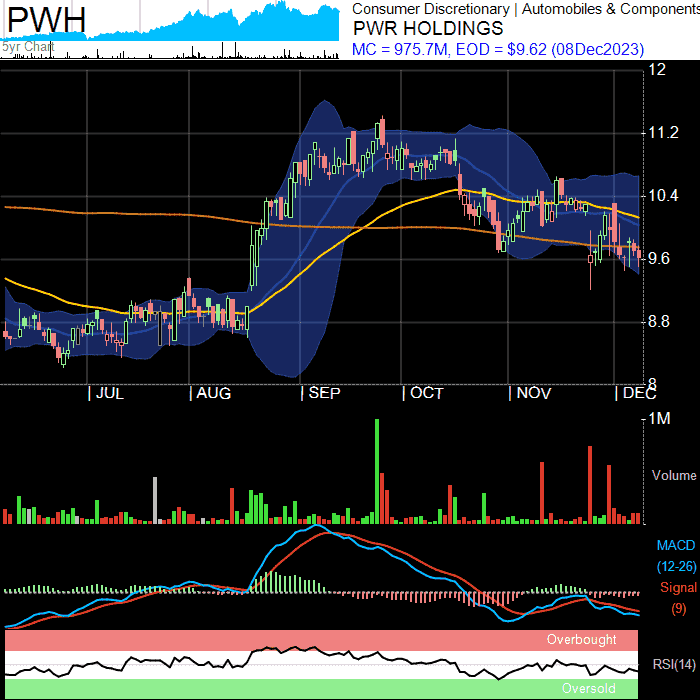 PWH
5yr Chart
Consumer Discretionary | Automobiles & Components
PWR HOLDINGS
MC = 975.7M, EOD = $9.62 (08Dec2023)
12
11.2
10.4
9.6
8.8
8
JUL AUG SEP OCT NOV DEC
1M
Volume
MACD
(12-26)
Signal
(9)
Overbought
RSI(14)
Oversold